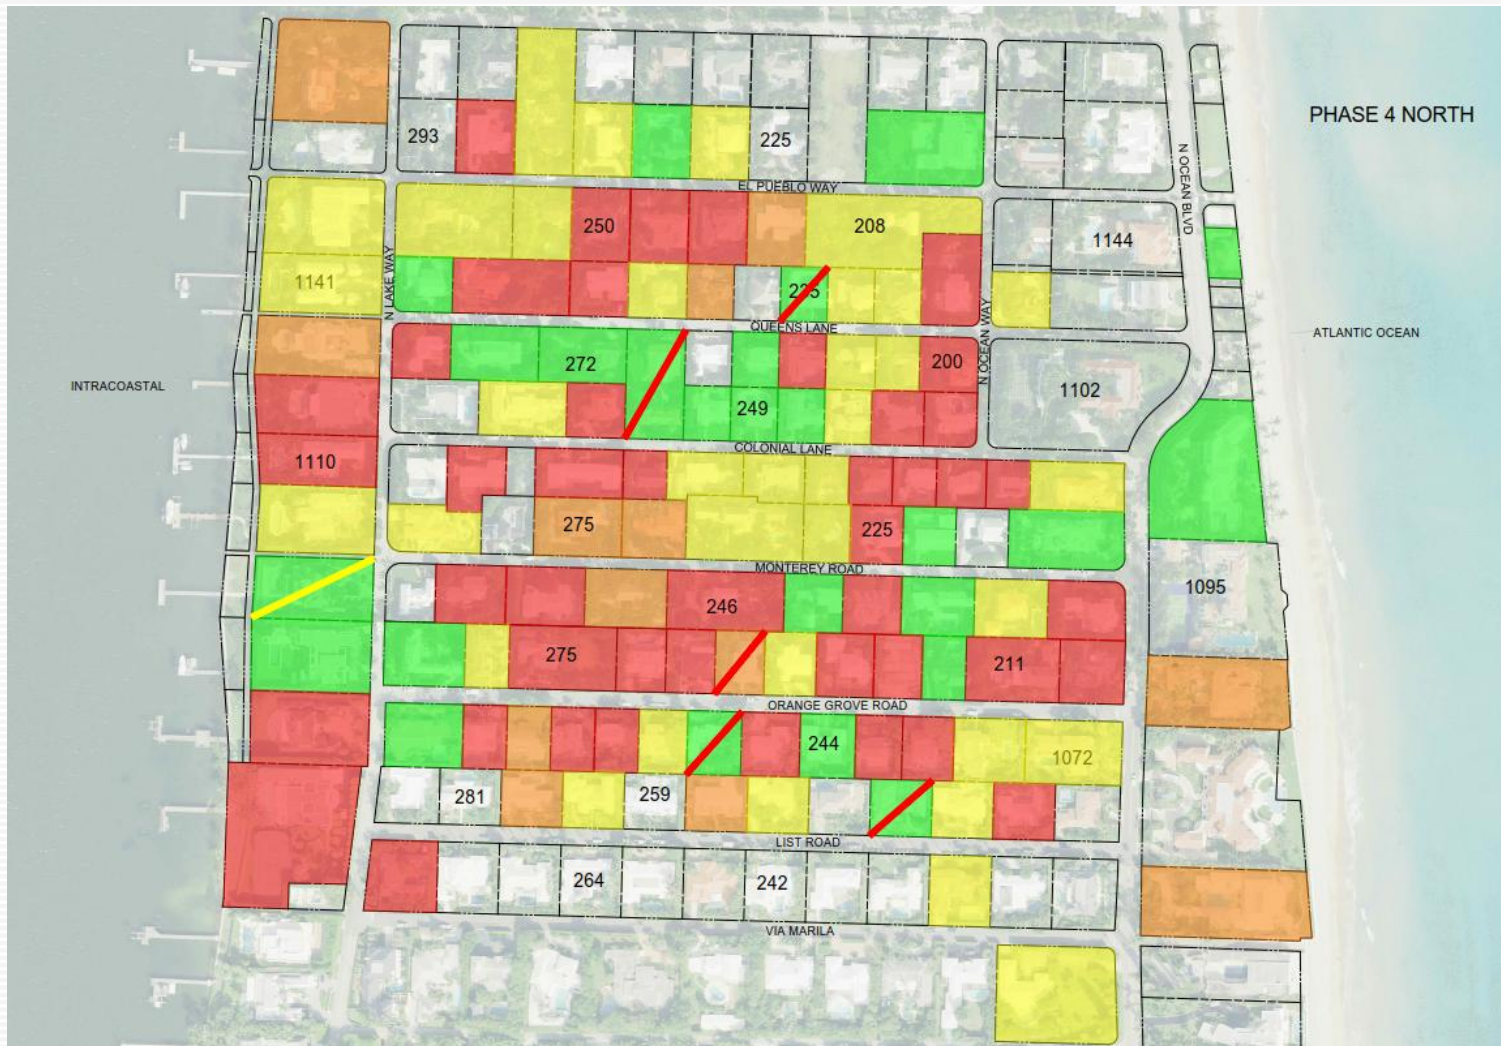 PHASE 4 NORTH
293
225
N OCEAN BLVD
EL PUEBLO WAY
250
208
1144
N LAKE WAY
1141
235
QUEENS LANE
N OCEAN WAY
ATLANTIC OCEAN
272
200
INTRACOASTAL
1102
249
COLONIAL LANE
1110
275
225
MONTEREY ROAD
1095
246
275
211
ORANGE GROVE ROAD
244
1072
281
259
LIST ROAD
264
242
VIA MARILA